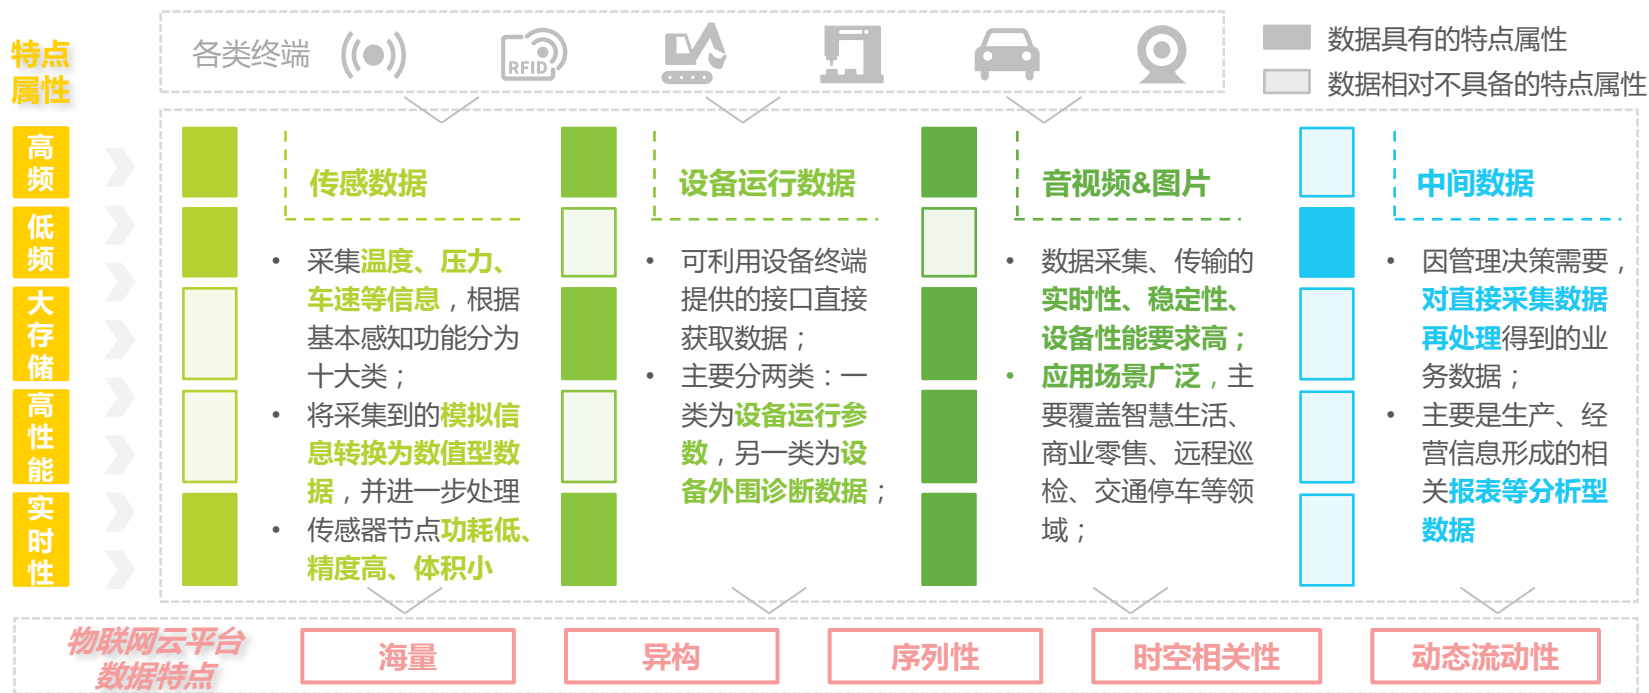 各类终端
RFID
数据具有的特点属性
数据相对不具备的特点属性
特点
属性
高
频
低
频
大
存
储
高
性
能
实
时
性
传感数据
• 采集温度、压力、
车速等信息，根据
基本感知功能分为
十大类；
• 将采集到的模拟信
息转换为数值型数
据，并进一步处理
• 传感器节点功耗低、
精度高、体积小
设备运行数据
• 可利用设备终端
提供的接口直接
获取数据；
• 主要分两类：一
类为设备运行参
数，另一类为设
备外围诊断数据；
音视频&图片
• 数据采集、传输的
实时性、稳定性、
设备性能要求高；
• 应用场景广泛，主
要覆盖智慧生活、
商业零售、远程巡
检、交通停车等领
域；
中间数据
• 因管理决策需要，
对直接采集数据
再处理得到的业
务数据；
• 主要是生产、经
营信息形成的相
关报表等分析型
数据
物联网云平台
数据特点
海量
异构
序列性
时空相关性
动态流动性